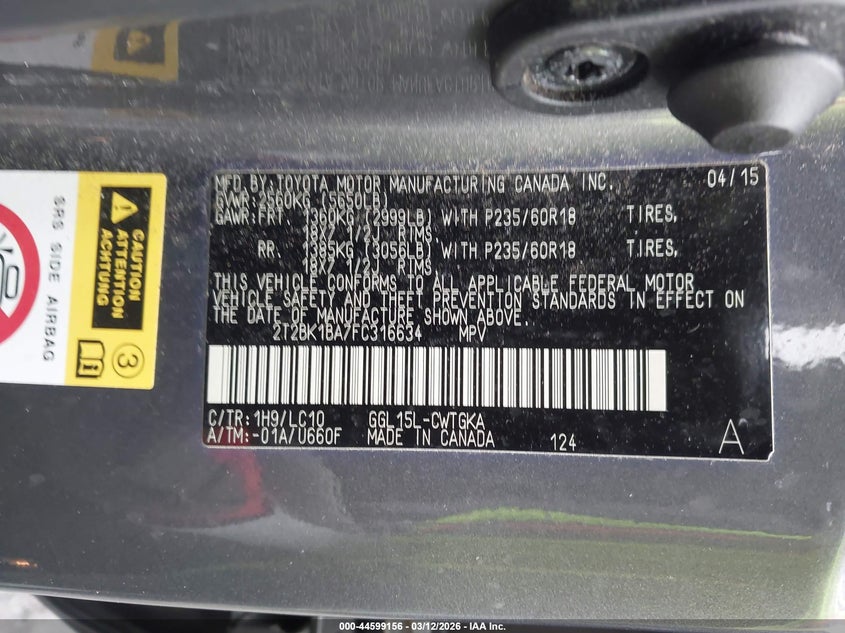 MFD.BY:TOYOTA MOTOR MANUFACTURING CANADA INC. 04/15
GVWR:2560KG (5650LB)
GAWR:FRT. 1360KG (2999LB) WITH P235/60R18 TIRES,
18X7 1/2J RIMS
RR. 1385KG (3056LB) WITH P235/60R18 TIRES,
18X7 1/2J RIMS
THIS VEHICLE CONFORMS TO ALL APPLICABLE FEDERAL MOTOR
VEHICLE SAFETY AND THEFT PREVENTION STANDARDS IN EFFECT ON
THE DATE OF MANUFACTURE SHOWN ABOVE.
2T2BK1BA7FC316634 MPV
C/TR:1H9/LC10 GGL15L-CWTGKA
A/TM:-01A/U660F MADE IN CANADA 124 A
CAUTION
ATTENTION
ACHTUNG
SRS SIDE AIRBAG
3
000-44599156 - 03/12/2026 - IAA Inc.